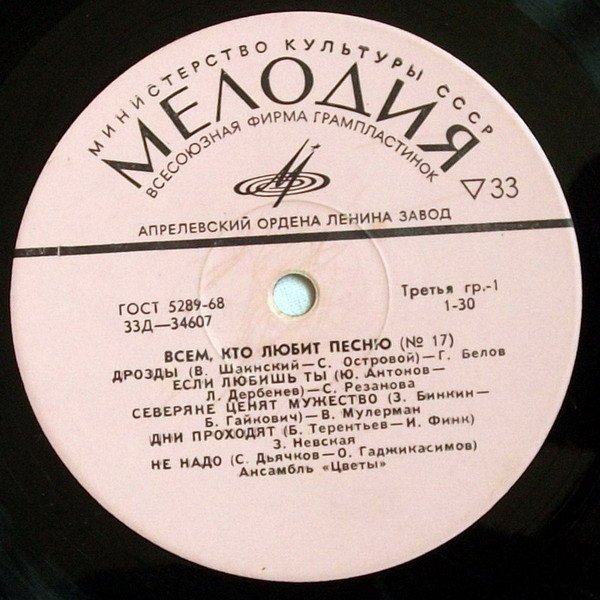 МИНИСТЕРСТВО КУЛЬТУРЫ СССР
МЕЛОДИЯ
ВСЕСОЮЗНАЯ ФИРМА ГРАМПЛАСТИНОК
▽33
АПРЕЛЕВСКИЙ ОРДЕНА ЛЕНИНА ЗАВОД
ГОСТ 5289-68
33Д—34607
Третья гр.-1
1-30
ВСЕМ, КТО ЛЮБИТ ПЕСНЮ (№ 17)
ДРОЗДЫ (В. Шаинский—С. Островой)—Г. Белов
ЕСЛИ ЛЮБИШЬ ТЫ (Ю. Антонов—
Л. Дербенев)—С. Резанова
СЕВЕРЯНЕ ЦЕНЯТ МУЖЕСТВО (З. Бинкин—
Б. Гайкович)—В. Мулерман
ДНИ ПРОХОДЯТ (Б. Терентьев—И. Финк)
З. Невская
НЕ НАДО (С. Дьячков—О. Гаджикасимов)
Ансамбль «Цветы»